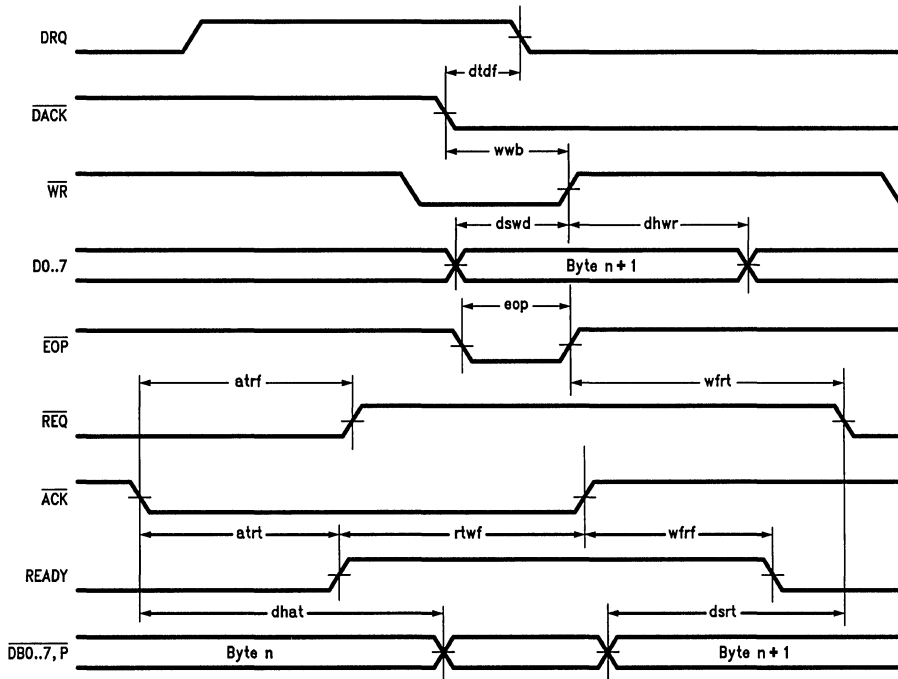 DRQ
dtdf
DACK
wwb
WR
dswd dhwr
D0..7 Byte n+1
eop
EOP
atrf wfrt
REQ
ACK
atrt rtwf wfrf
READY
dhat dsrt
DB0..7, P Byte n Byte n+1